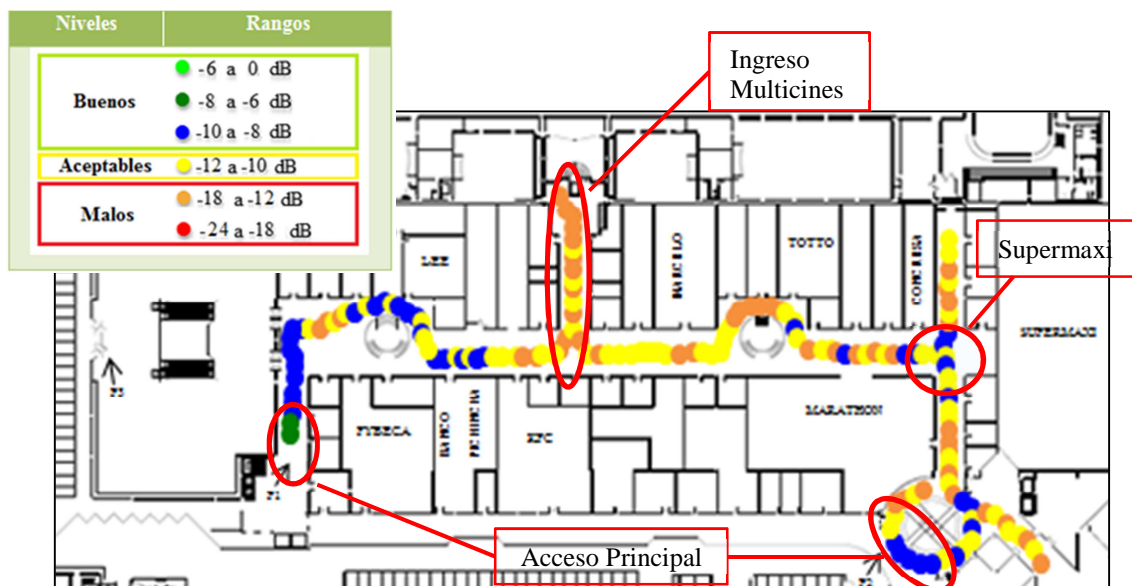 Niveles Rangos
Buenos
-6 a 0 dB
-8 a -6 dB
-10 a -8 dB
Aceptables
-12 a -10 dB
Malos
-18 a -12 dB
-24 a -18 dB
Ingreso
Multicines
Supermaxi
LEE
TOTTO
SUPERMAXI
MARATHON
FYBECA
BANCO
PICHINCHA
KFC
P3
P1
P2
Acceso Principal